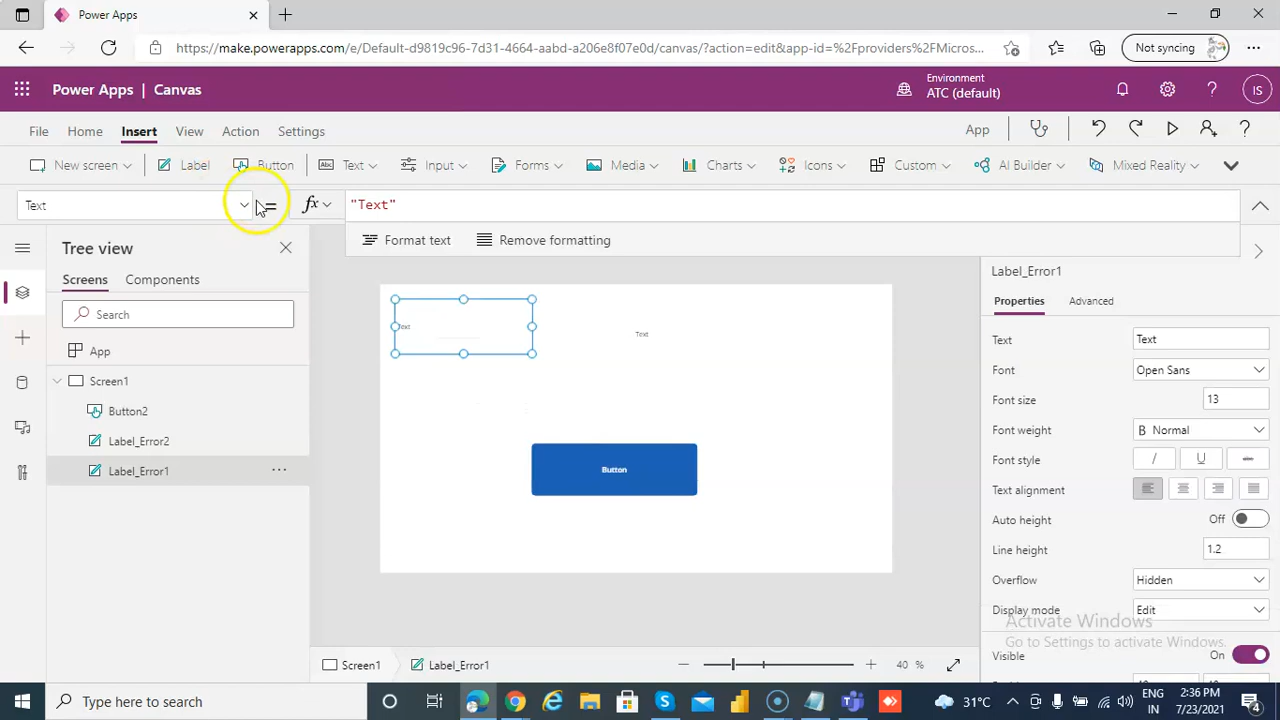 Power Apps
https://make.powerapps.com/e/Default-d9819c96-7d31-4664-aabd-a206e8f07e0d/canvas/?action=edit&app-id=%2Fproviders%2FMicros...
Not syncing
Power Apps | Canvas
Environment
ATC (default)
IS
File Home Insert View Action Settings App
New screen Label Button Text Input Forms Media Charts Icons Custom AI Builder Mixed Reality
Text = fx "Text"
Format text Remove formatting
Tree view
Screens Components
Search
App
Screen1
Button2
Label_Error2
Label_Error1
Text
Text
Button
Screen1 Label_Error1 40 %
Label_Error1
Properties Advanced
Text Text
Font Open Sans
Font size 13
Font weight B Normal
Font style / U abc
Text alignment
Auto height Off
Line height 1.2
Overflow Hidden
Display mode Edit
Activate Windows
Go to Settings to activate Windows.
Visible On
Type here to search
31°C
ENG
IN
2:36 PM
7/23/2021
4